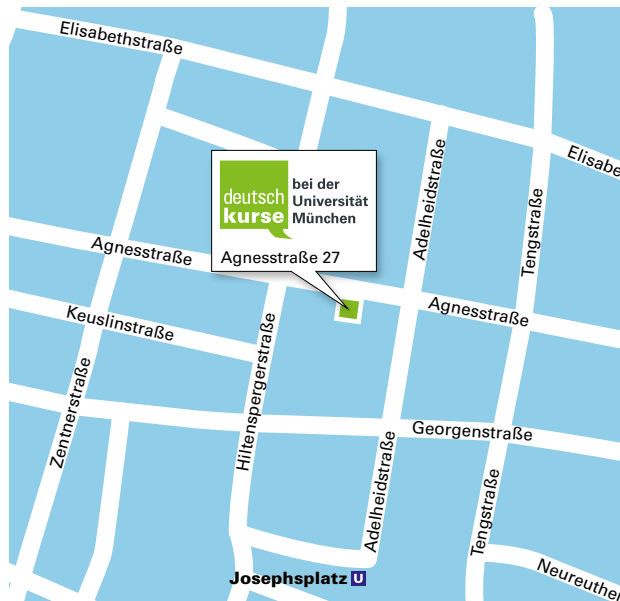 Elisabethstraße
Elisabe
deutsch
kurse
bei der
Universität
München
Agnesstraße 27
Adelheidstraße
Tengstraße
Agnesstraße
Agnesstraße
Keuslinstraße
Zentnerstraße
Hiltenspergerstraße
Georgenstraße
Adelheidstraße
Tengstraße
Josephsplatz U
Neureuther